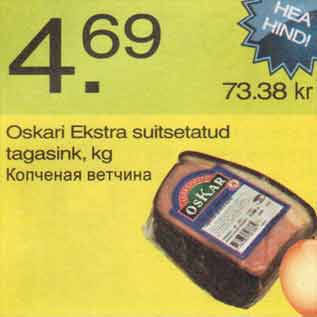 4.69
HEA
HIND!
73.38 kr
Oskari Ekstra suitsetatud
tagasink, kg
Копченая ветчина
OSKAR